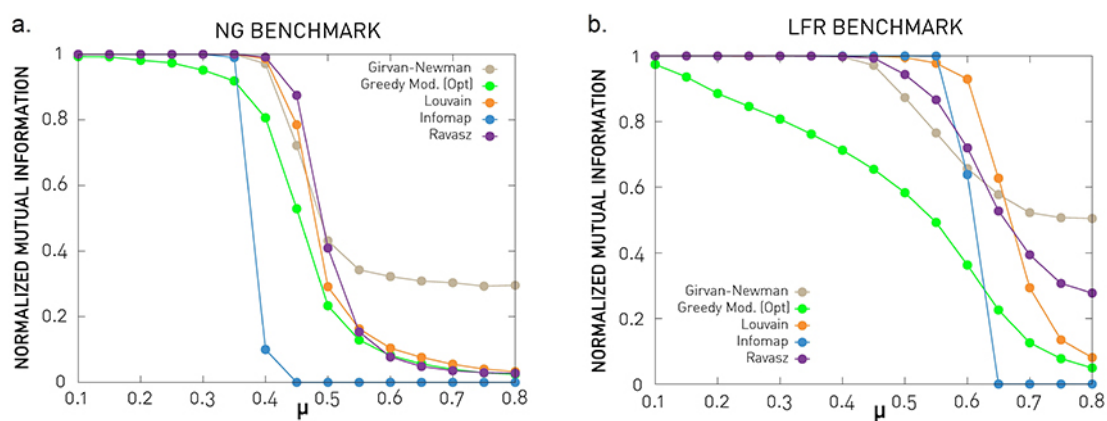 a.
NG BENCHMARK
NORMALIZED MUTUAL INFORMATION
1
0.8
0.6
0.4
0.2
0
Girvan-Newman
Greedy Mod. (Opt)
Louvain
Infomap
Ravasz
0.1 0.2 0.3 0.4 0.5 0.6 0.7 0.8
μ
b.
LFR BENCHMARK
NORMALIZED MUTUAL INFORMATION
1
0.8
0.6
0.4
0.2
0
Girvan-Newman
Greedy Mod. (Opt)
Louvain
Infomap
Ravasz
0.1 0.2 0.3 0.4 0.5 0.6 0.7 0.8
μ